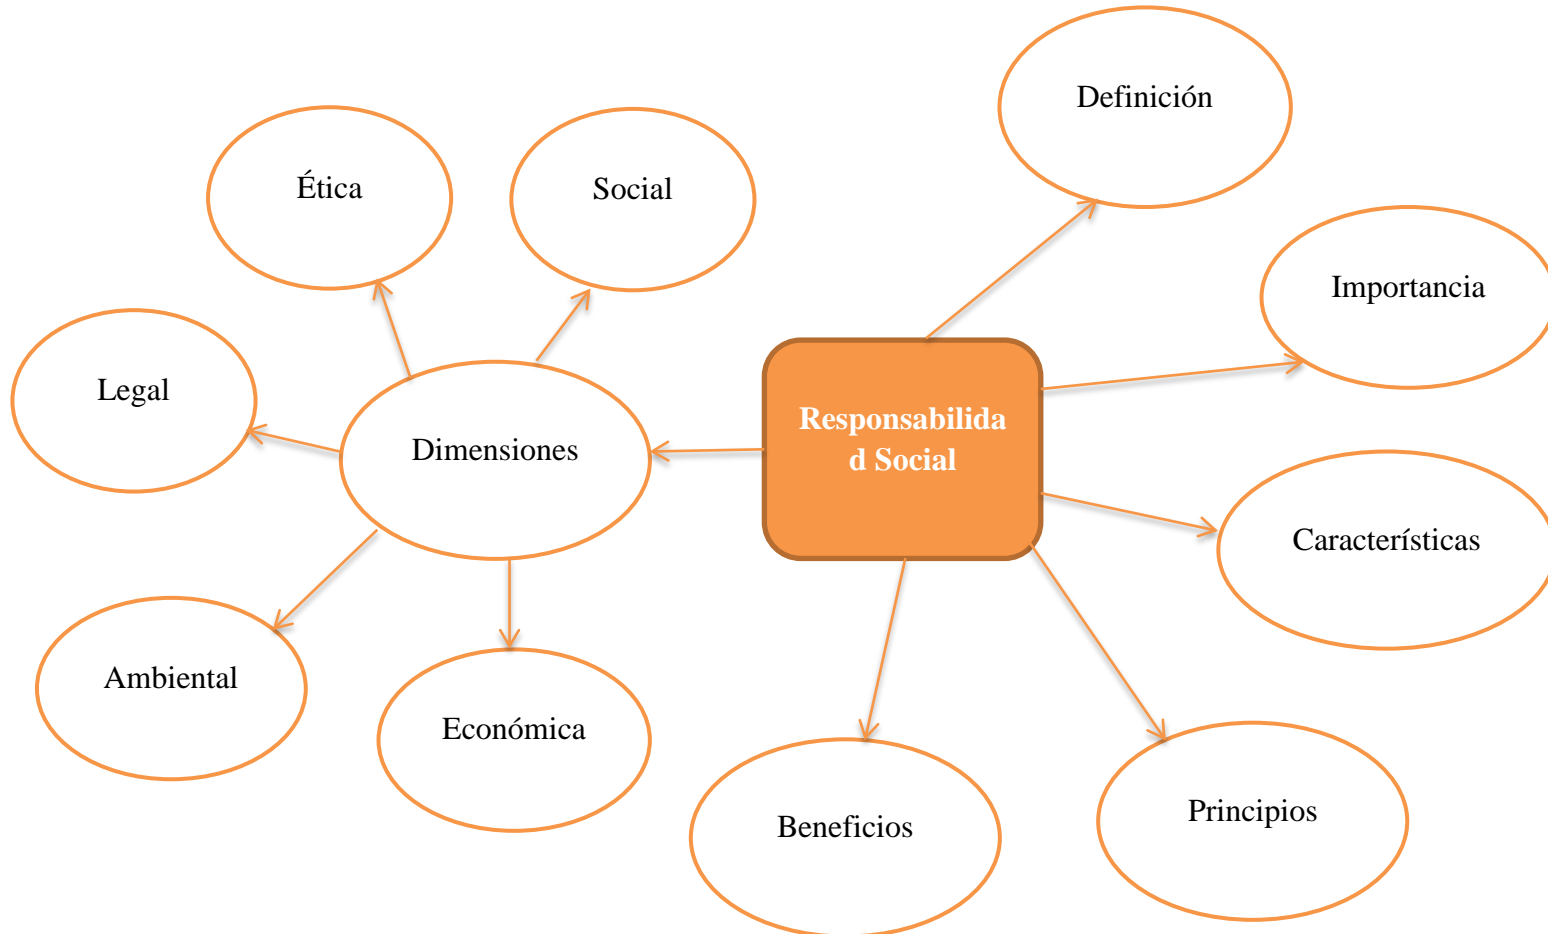 Definición
Ética
Social
Importancia
Legal
Responsabilida
d Social
Dimensiones
Características
Ambiental
Económica
Principios
Beneficios